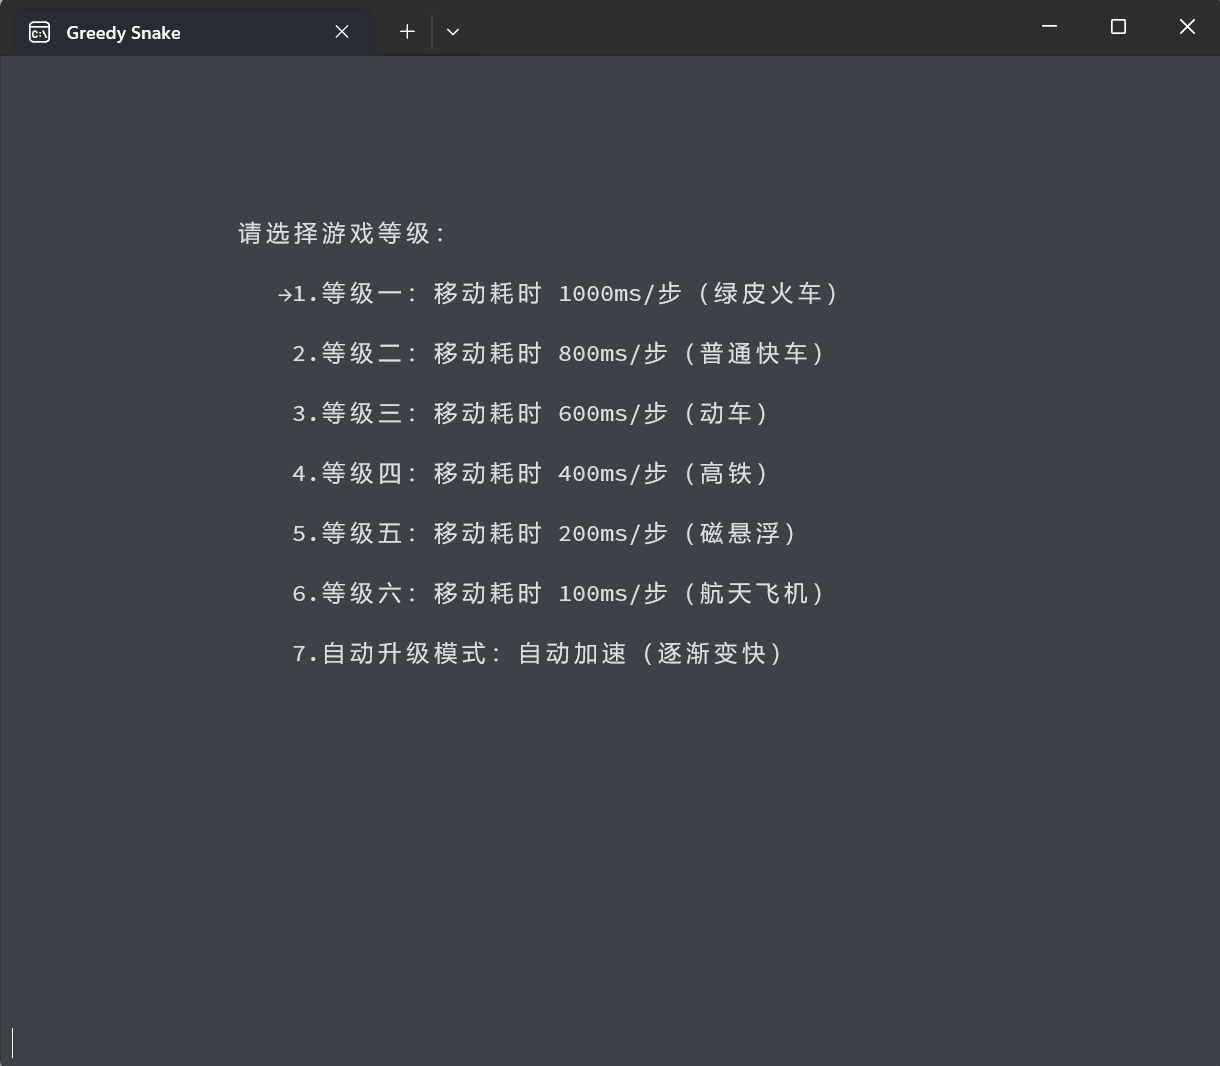 Greedy Snake
请选择游戏等级：
→1.等级一：移动耗时 1000ms/步（绿皮火车）
2.等级二：移动耗时 800ms/步（普通快车）
3.等级三：移动耗时 600ms/步（动车）
4.等级四：移动耗时 400ms/步（高铁）
5.等级五：移动耗时 200ms/步（磁悬浮）
6.等级六：移动耗时 100ms/步（航天飞机）
7.自动升级模式：自动加速（逐渐变快）